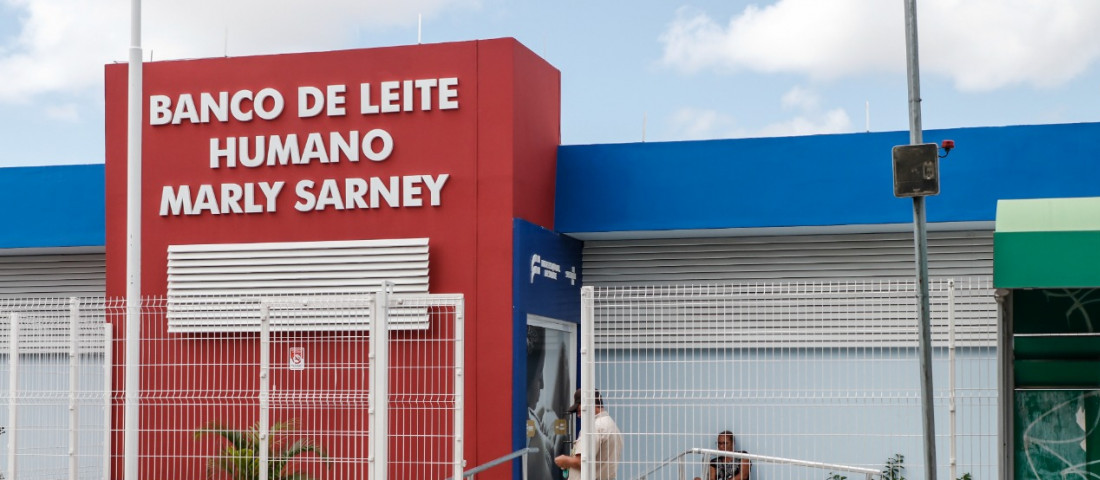 BANCO DE LEITE
HUMANO
MARLY SARNEY